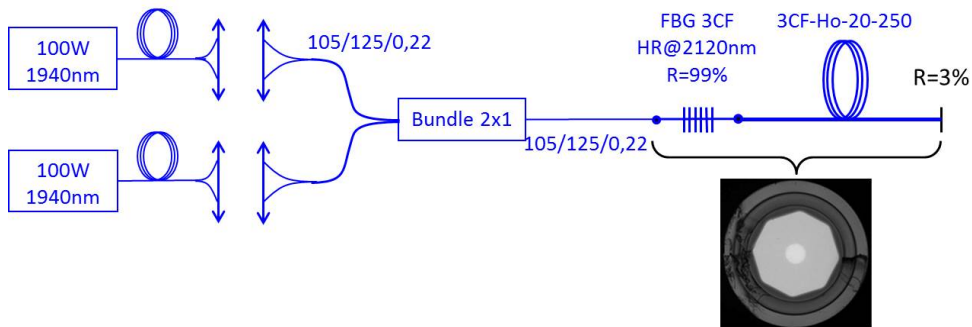 100W
1940nm
105/125/0,22
100W
1940nm
Bundle 2x1
105/125/0,22
FBG 3CF
HR@2120nm
R=99%
3CF-Ho-20-250
R=3%